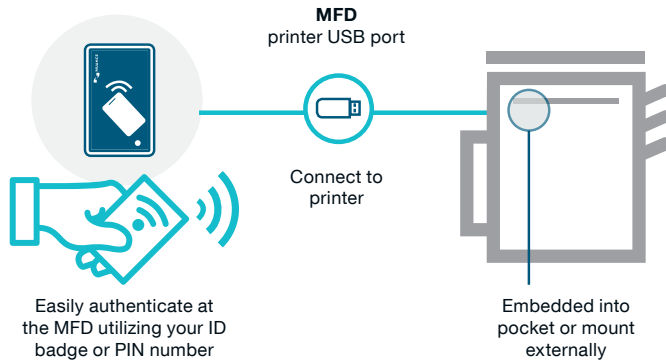 MFD
printer USB port
NUANCE
Connect to
printer
Easily authenticate at
the MFD utilizing your ID
badge or PIN number
Embedded into
pocket or mount
externally